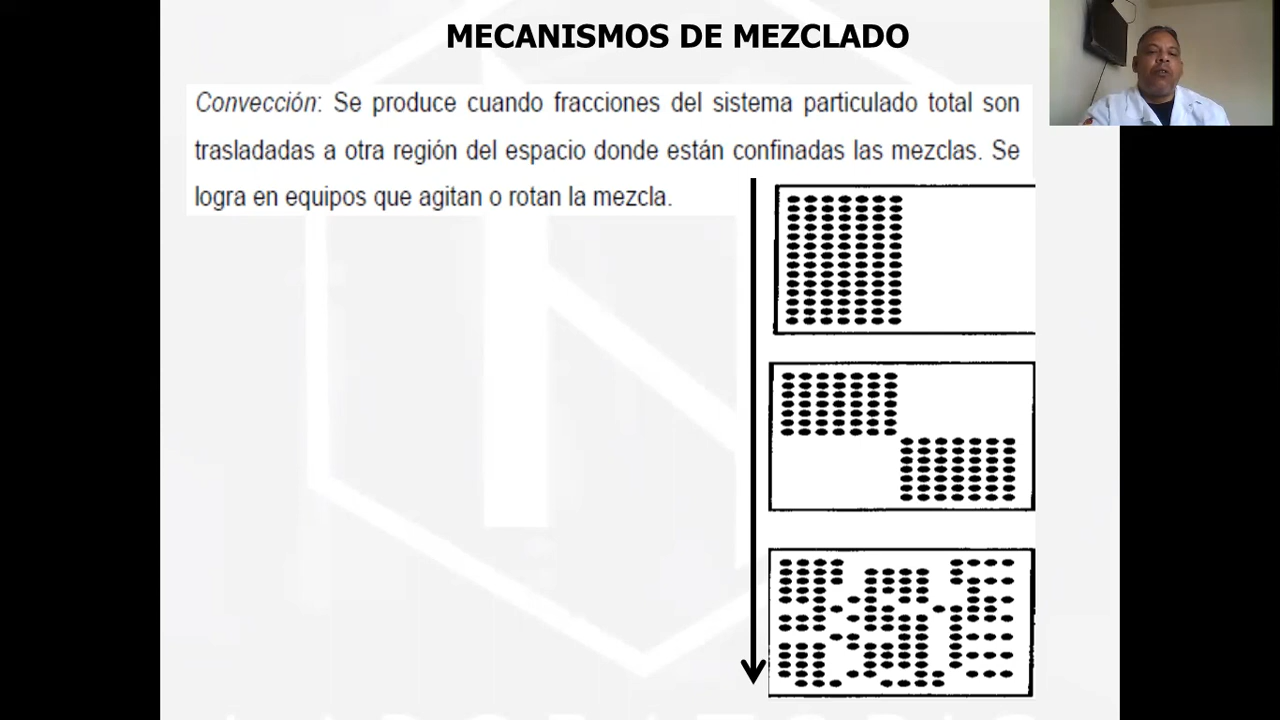 MECANISMOS DE MEZCLADO
Convección: Se produce cuando fracciones del sistema particulado total son
trasladadas a otra región del espacio donde están confinadas las mezclas. Se
logra en equipos que agitan o rotan la mezcla.